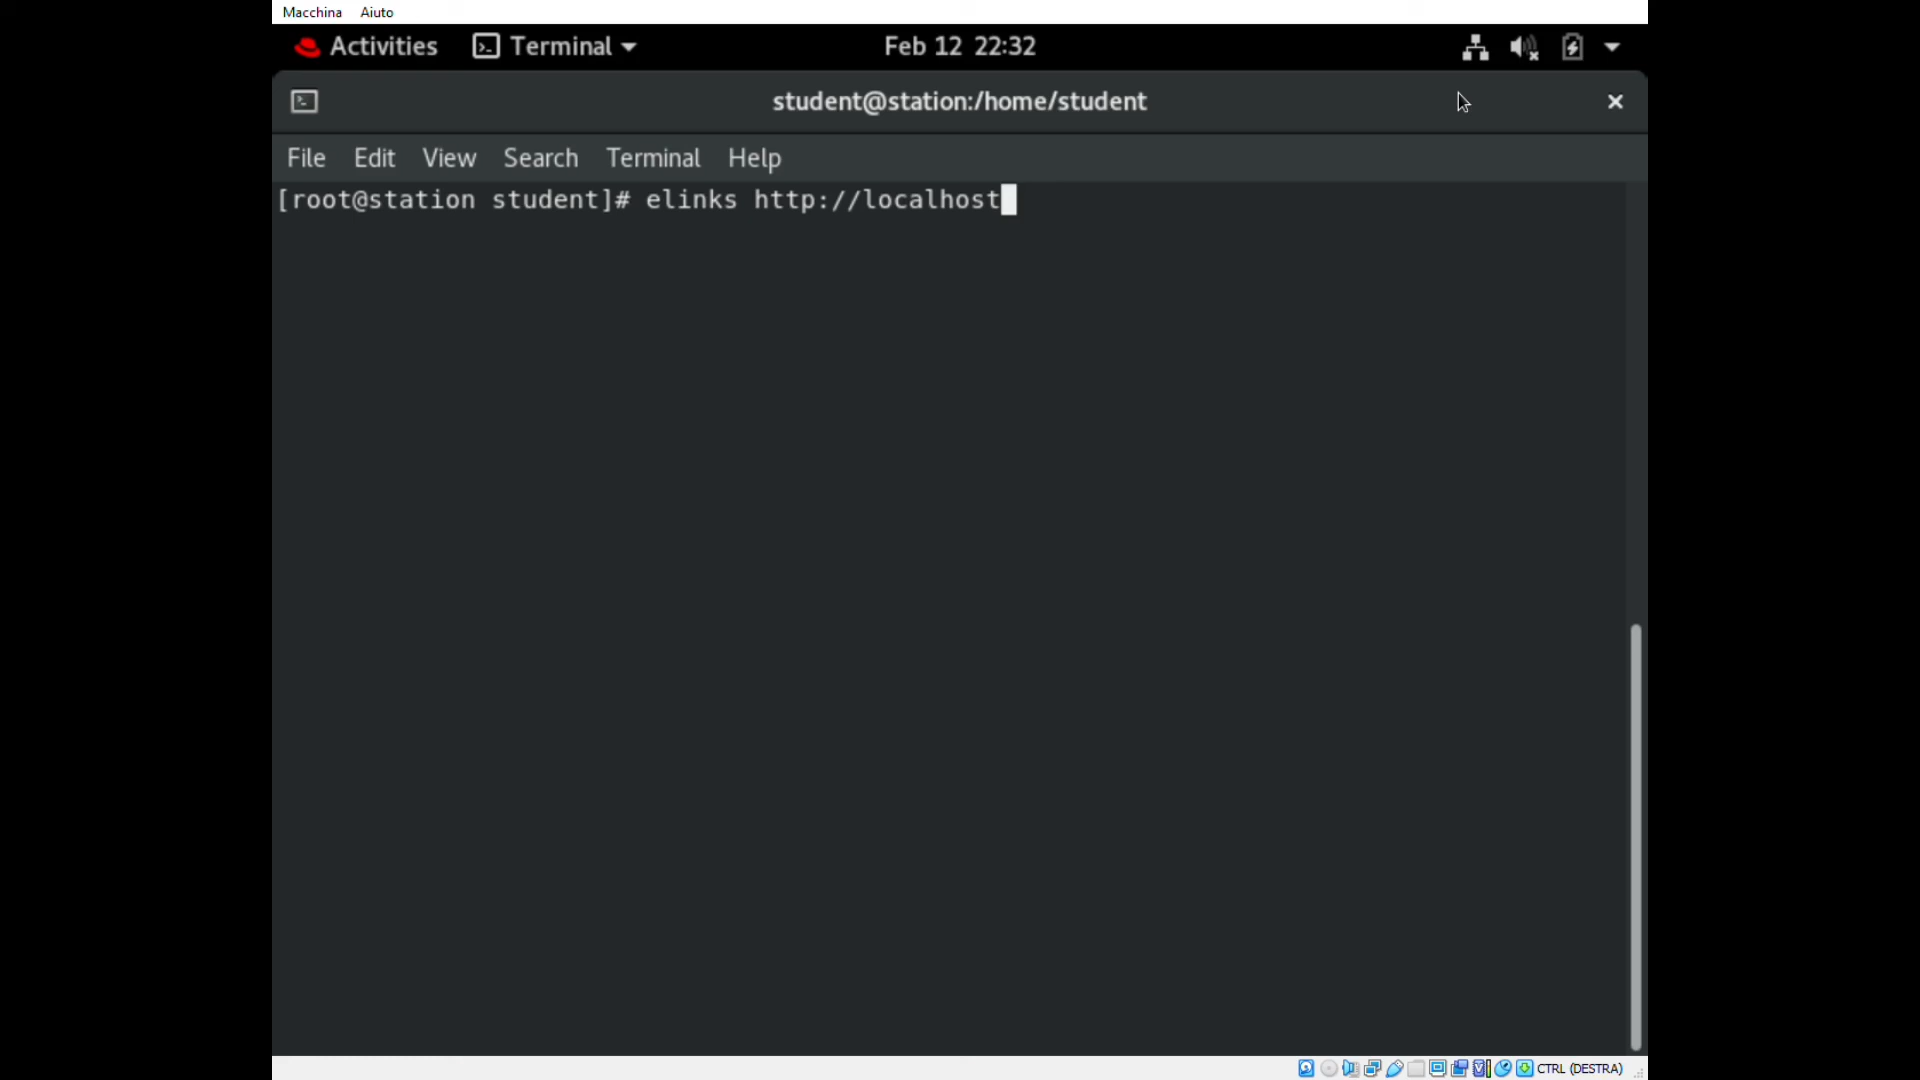 Macchina Aiuto
Activities Terminal Feb 12 22:32
student@station:/home/student
File Edit View Search Terminal Help
[root@station student]# elinks http://localhost
CTRL (DESTRA)